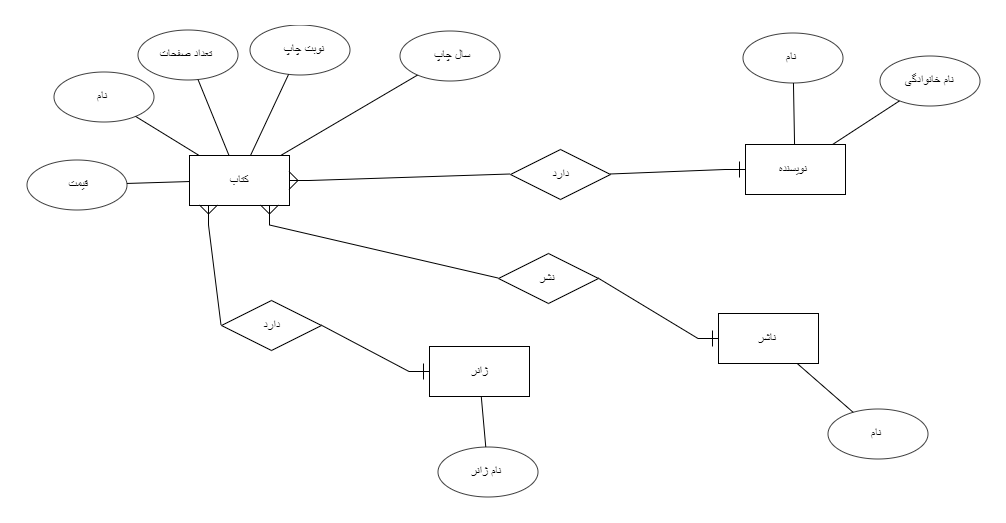 نوبت چاپ
تعداد صفحات
سال چاپ
نام
نام
نام خانوادگی
قیمت
کتاب
دارد
نویسنده
نشر
دارد
ناشر
ژانر
نام
نام ژانر